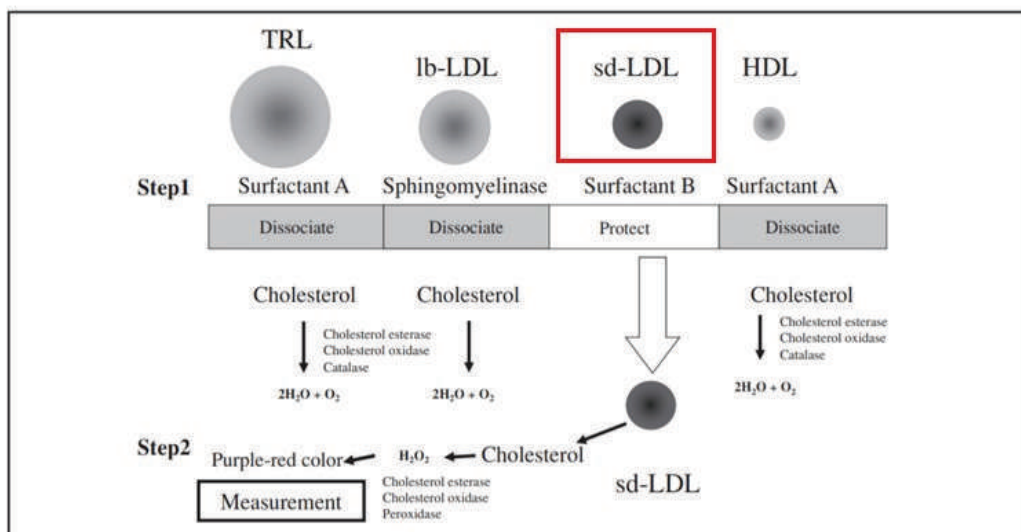 TRL
lb-LDL
sd-LDL
HDL
Step1
Surfactant A
Sphingomyelinase
Surfactant B
Surfactant A
Dissociate
Dissociate
Protect
Dissociate
Cholesterol
Cholesterol
Cholesterol
Cholesterol esterase
Cholesterol oxidase
Catalase
Cholesterol esterase
Cholesterol oxidase
Catalase
2H₂O + O₂
2H₂O + O₂
2H₂O + O₂
Step2
Purple-red color
H₂O₂
Cholesterol
Cholesterol esterase
Cholesterol oxidase
Peroxidase
sd-LDL
Measurement